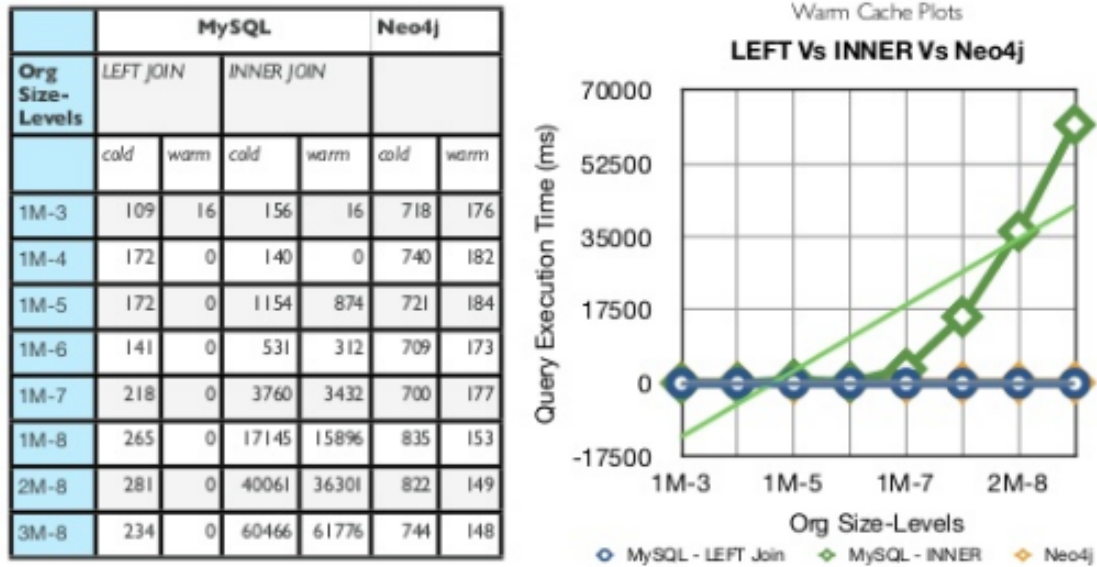 MySQL Neo4j
Org Size-Levels LEFT JOIN INNER JOIN
cold warm cold warm cold warm
1M-3 109 16 156 16 718 176
1M-4 172 0 140 0 740 182
1M-5 172 0 1154 874 721 184
1M-6 141 0 531 312 709 173
1M-7 218 0 3760 3432 700 177
1M-8 265 0 17145 15896 835 153
2M-8 281 0 40061 36301 822 149
3M-8 234 0 60466 61776 744 148
Warm Cache Plots
LEFT Vs INNER Vs Neo4j
Query Execution Time (ms)
70000
52500
35000
17500
0
-17500
1M-3 1M-5 1M-7 2M-8
Org Size-Levels
MySQL - LEFT Join MySQL - INNER Neo4j